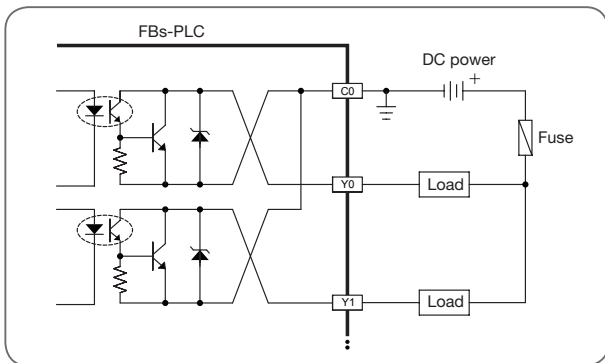 FBs-PLC
DC power
C0
+
Fuse
Y0
Load
Y1
Load